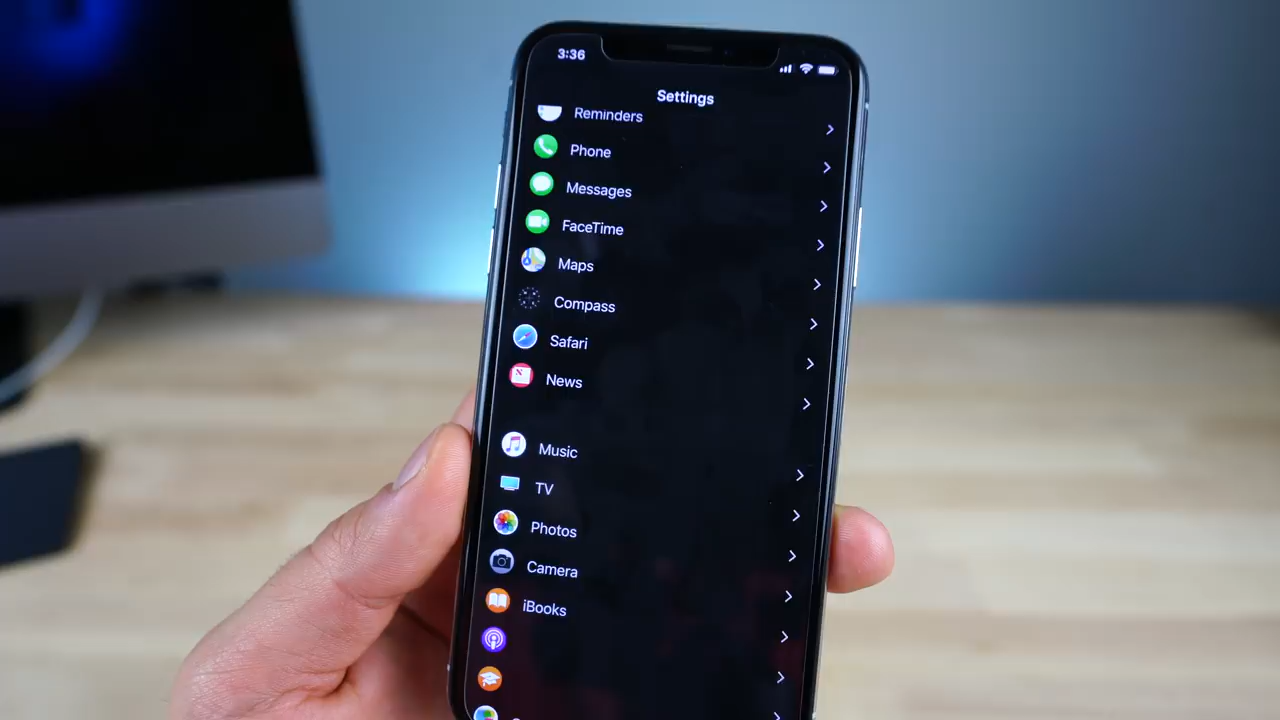 3:36
Settings
Reminders
Phone
Messages
FaceTime
Maps
Compass
Safari
News
Music
TV
Photos
Camera
iBooks